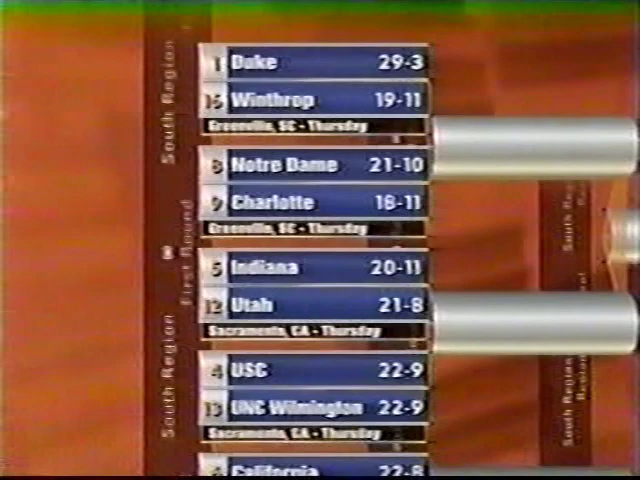 South Region
First Round
South Region
1 Duke 29-3
16 Winthrop 19-11
Greenville, SC - Thursday
8 Notre Dame 21-10
9 Charlotte 18-11
Greenville, SC - Thursday
5 Indiana 20-11
12 Utah 21-8
Sacramento, CA - Thursday
4 USC 22-9
13 UNC Wilmington 22-9
Sacramento, CA - Thursday
California 22-8
South Region